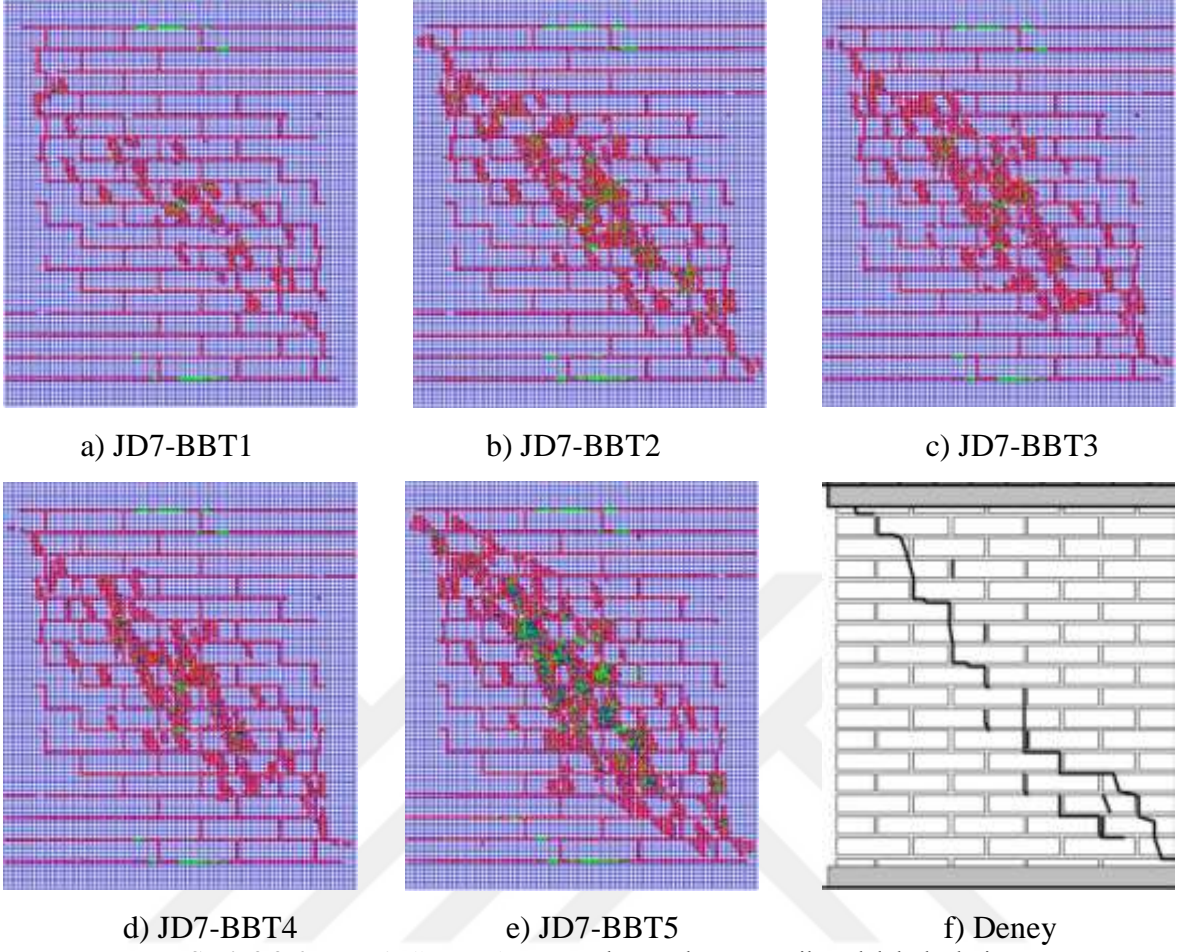 a) JD7-BBT1
b) JD7-BBT2
c) JD7-BBT3
d) JD7-BBT4
e) JD7-BBT5
f) Deney